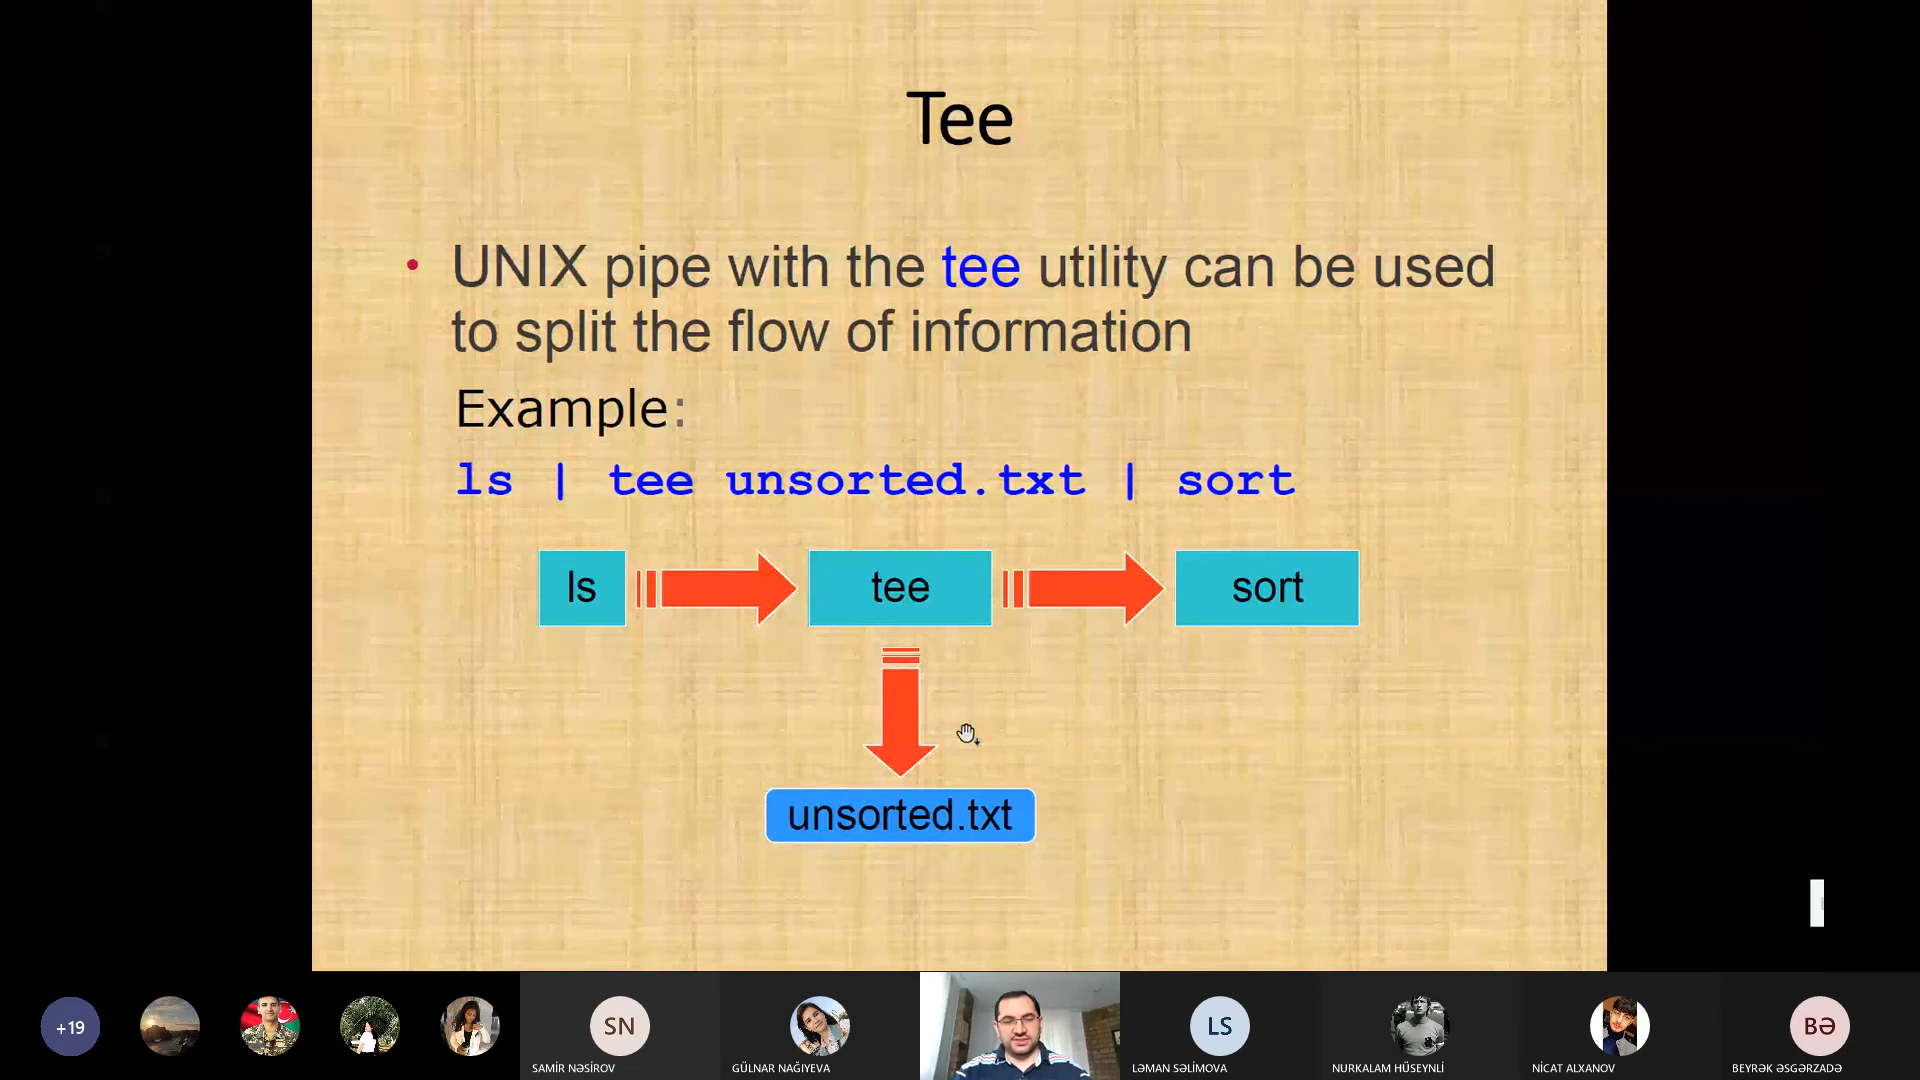 Tee
• UNIX pipe with the tee utility can be used
to split the flow of information
Example:
ls | tee unsorted.txt | sort
ls
tee
sort
unsorted.txt
+19
SN
SAMİR NƏSİROV
GÜLNAR NAĞIYEVA
LS
LƏMAN SƏLİMOVA
NURKALAM HÜSEYNLİ
NİCAT ALXANOV
BƏ
BEYRƏK ƏSGƏRZADƏ